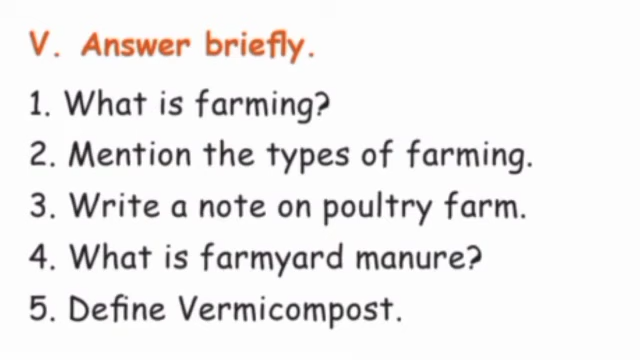 V. Answer briefly.
1. What is farming?
2. Mention the types of farming.
3. Write a note on poultry farm.
4. What is farmyard manure?
5. Define Vermicompost.